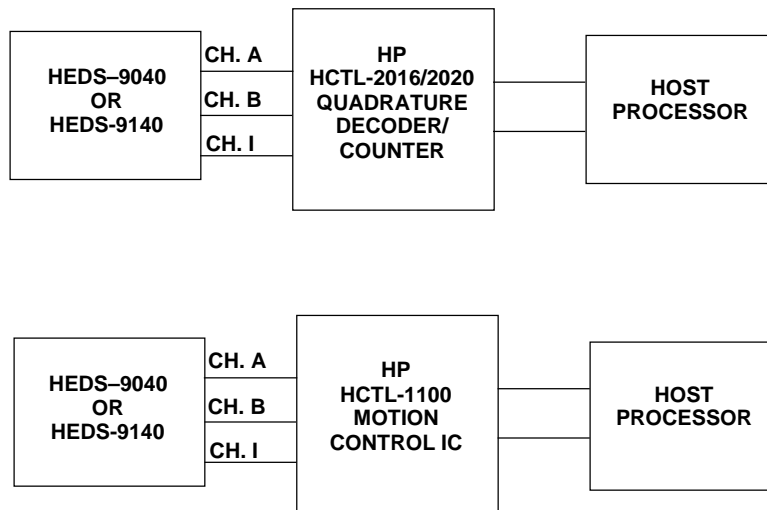 HEDS–9040
OR
HEDS-9140
CH. A
CH. B
CH. I
HP
HCTL-2016/2020
QUADRATURE
DECODER/
COUNTER
HOST
PROCESSOR
HEDS–9040
OR
HEDS-9140
CH. A
CH. B
CH. I
HP
HCTL-1100
MOTION
CONTROL IC
HOST
PROCESSOR